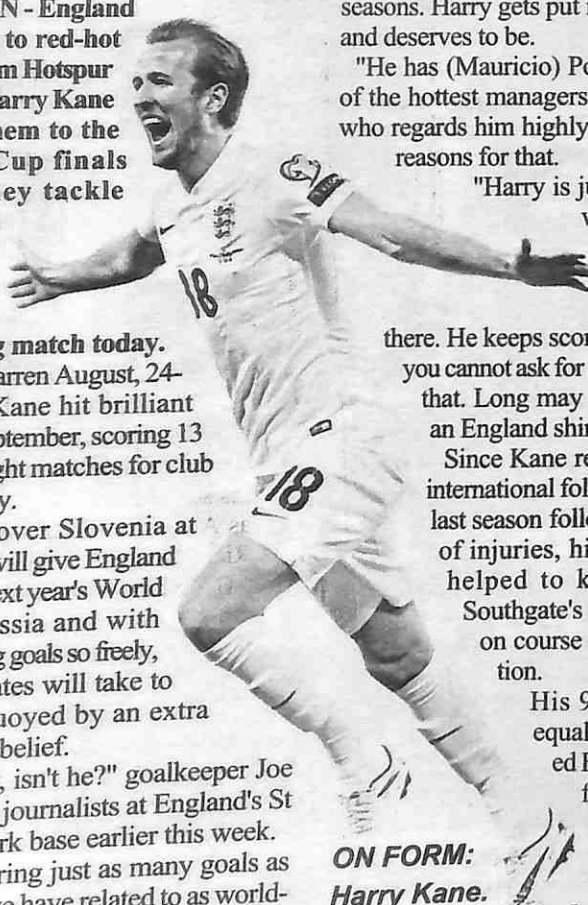 N - England
to red-hot
m Hotspur
arry Kane
em to the
Cup finals
ey tackle
g match today.
arren August, 24-
Kane hit brilliant
ptember, scoring 13
ght matches for club
y.
over Slovenia at
will give England
ext year's World
ssia and with
g goals so freely,
ates will take to
uoyed by an extra
belief.
, isn't he?" goalkeeper Joe
journalists at England's St
rk base earlier this week.
ring just as many goals as
have related to as world-
18
18
seasons. Harry gets put
and deserves to be.
"He has (Mauricio) Po
of the hottest managers
who regards him highly
reasons for that.
"Harry is ju
there. He keeps scor
you cannot ask for
that. Long may
an England shir
Since Kane re
international fol
last season follo
of injuries, hi
helped to k
Southgate's
on course
tion.
His 9
equal
ed
ON FORM:
Harry Kane.